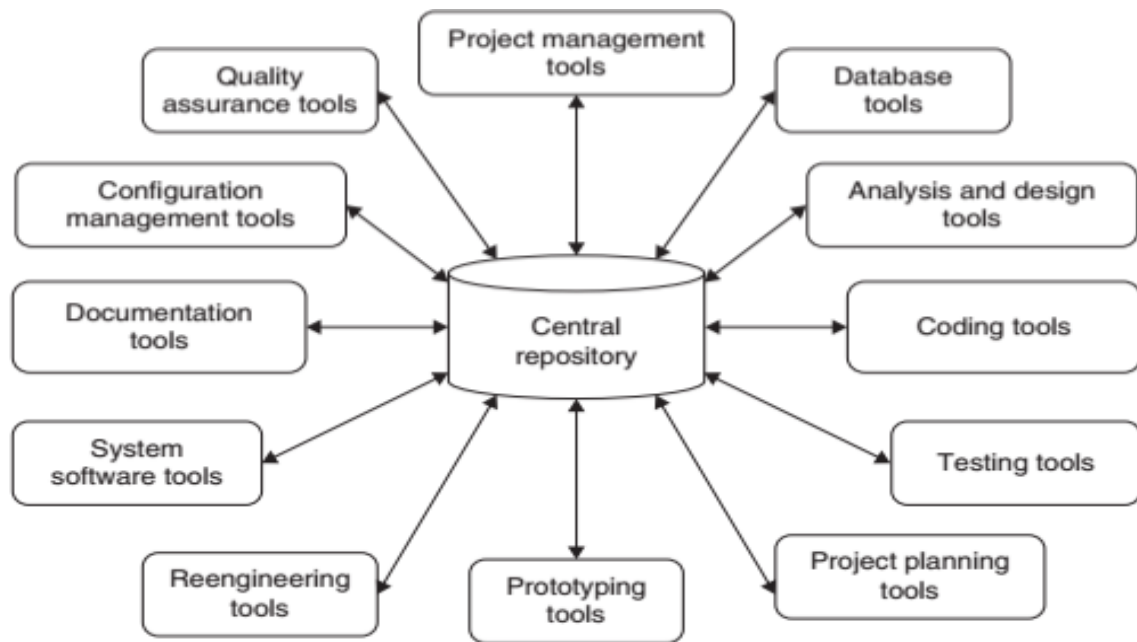 Project management
tools
Quality
assurance tools
Database
tools
Configuration
management tools
Analysis and design
tools
Documentation
tools
Central
repository
Coding tools
System
software tools
Testing tools
Reengineering
tools
Prototyping
tools
Project planning
tools